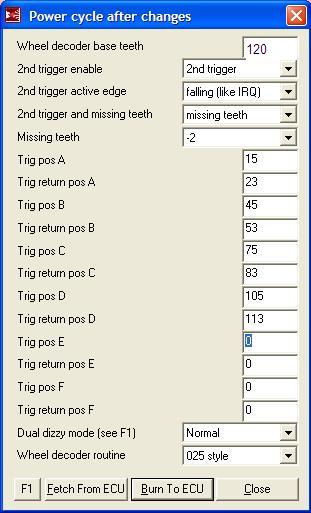 Power cycle after changes
Wheel decoder base teeth 120
2nd trigger enable 2nd trigger
2nd trigger active edge falling (like IRQ)
2nd trigger and missing teeth missing teeth
Missing teeth -2
Trig pos A 15
Trig return pos A 23
Trig pos B 45
Trig return pos B 53
Trig pos C 75
Trig return pos C 83
Trig pos D 105
Trig return pos D 113
Trig pos E 0
Trig return pos E 0
Trig pos F 0
Trig return pos F 0
Dual dizzy mode (see F1) Normal
Wheel decoder routine 025 style
F1 Fetch From ECU Burn To ECU Close